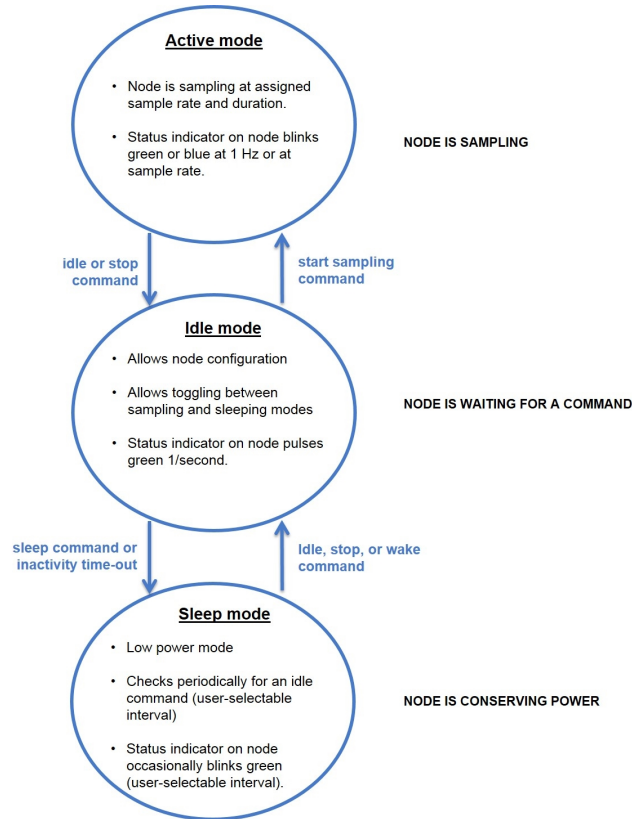 Active mode
• Node is sampling at assigned
sample rate and duration.
• Status indicator on node blinks
green or blue at 1 Hz or at
sample rate.
NODE IS SAMPLING
idle or stop
command
start sampling
command
Idle mode
• Allows node configuration
• Allows toggling between
sampling and sleeping modes
• Status indicator on node pulses
green 1/second.
NODE IS WAITING FOR A COMMAND
sleep command or
inactivity time-out
Idle, stop, or wake
command
Sleep mode
• Low power mode
• Checks periodically for an idle
command (user-selectable
interval)
• Status indicator on node
occasionally blinks green
(user-selectable interval).
NODE IS CONSERVING POWER